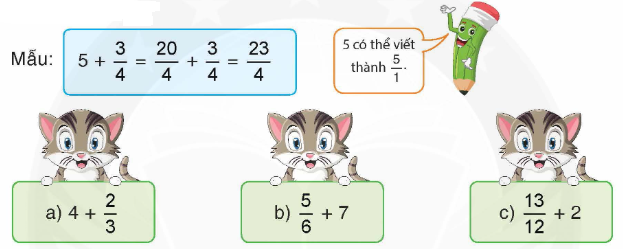 Mẫu: 5 + 3/4 = 20/4 + 3/4 = 23/4
5 có thể viết
thành 5/1.
a) 4 + 2/3
b) 5/6 + 7
c) 13/12 + 2